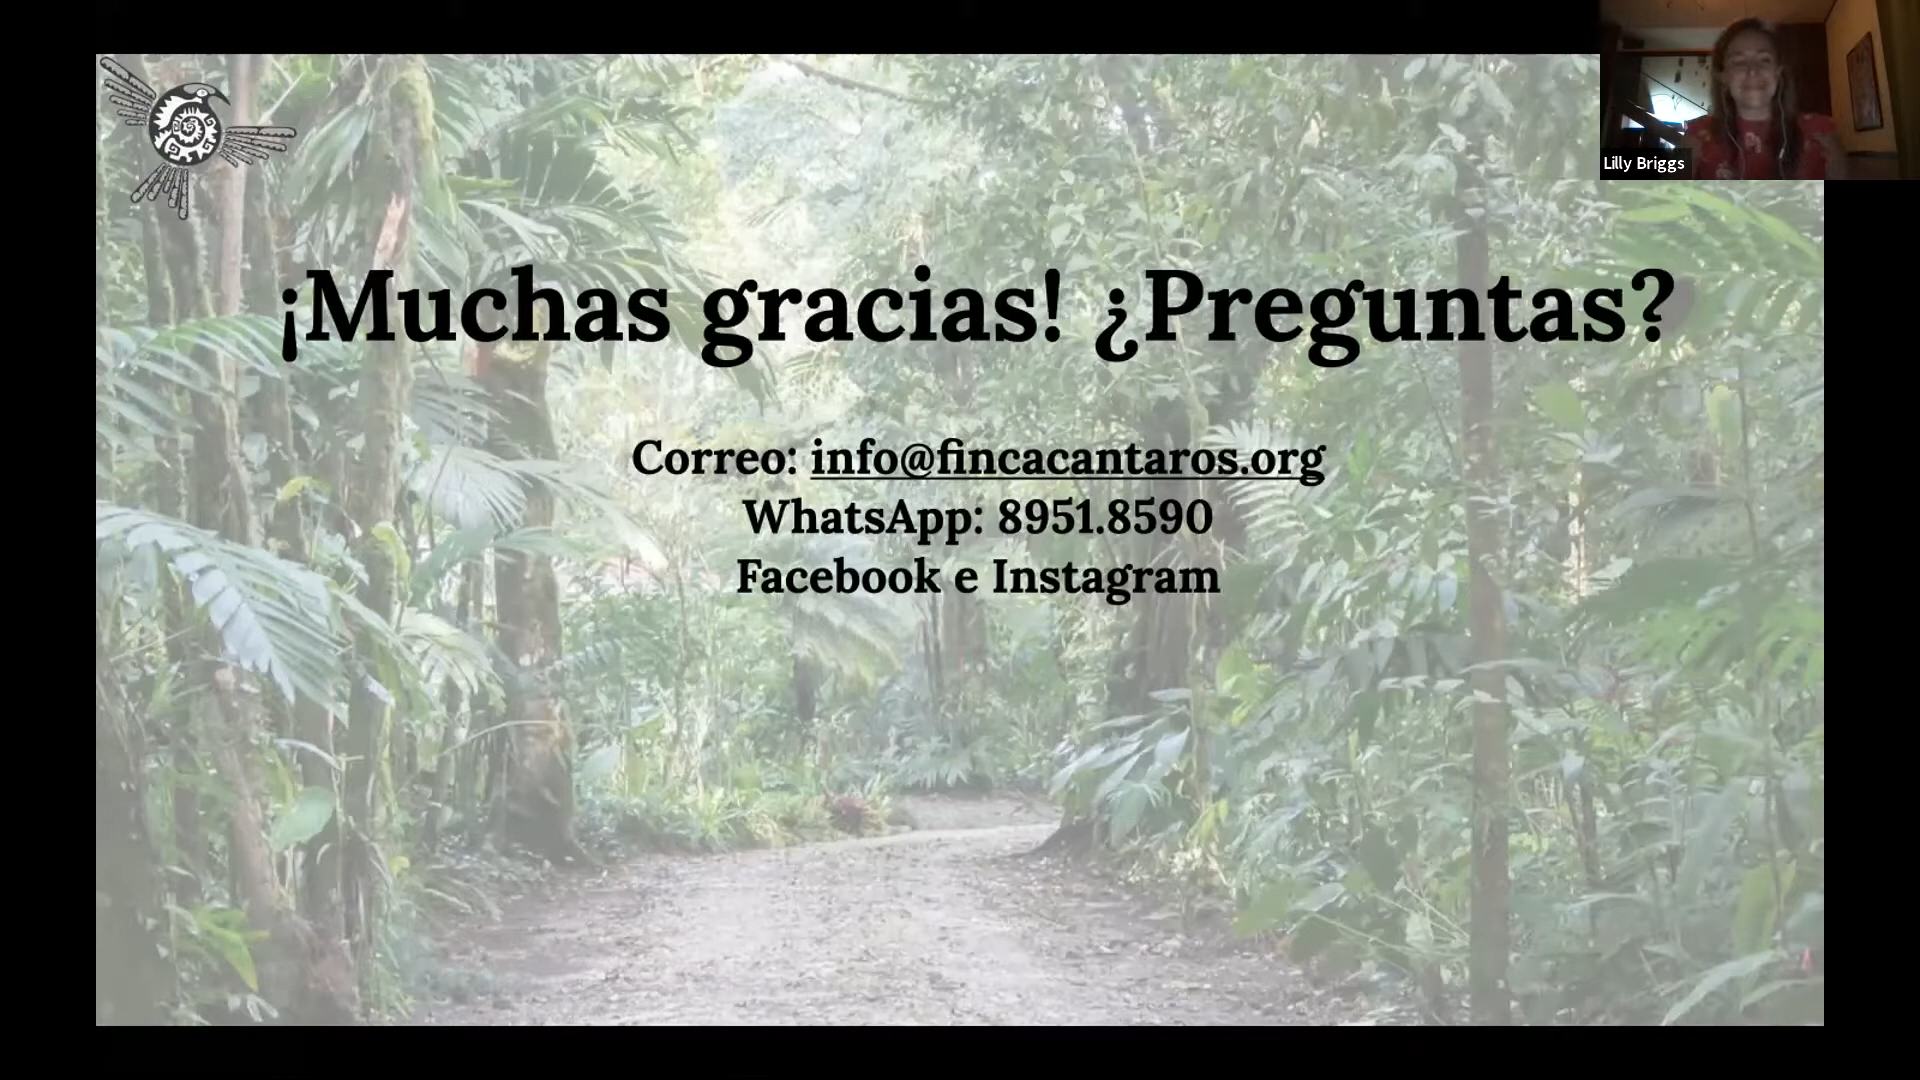 Lilly Briggs
¡Muchas gracias! ¿Preguntas?
Correo: info@fincacantaros.org
WhatsApp: 8951.8590
Facebook e Instagram